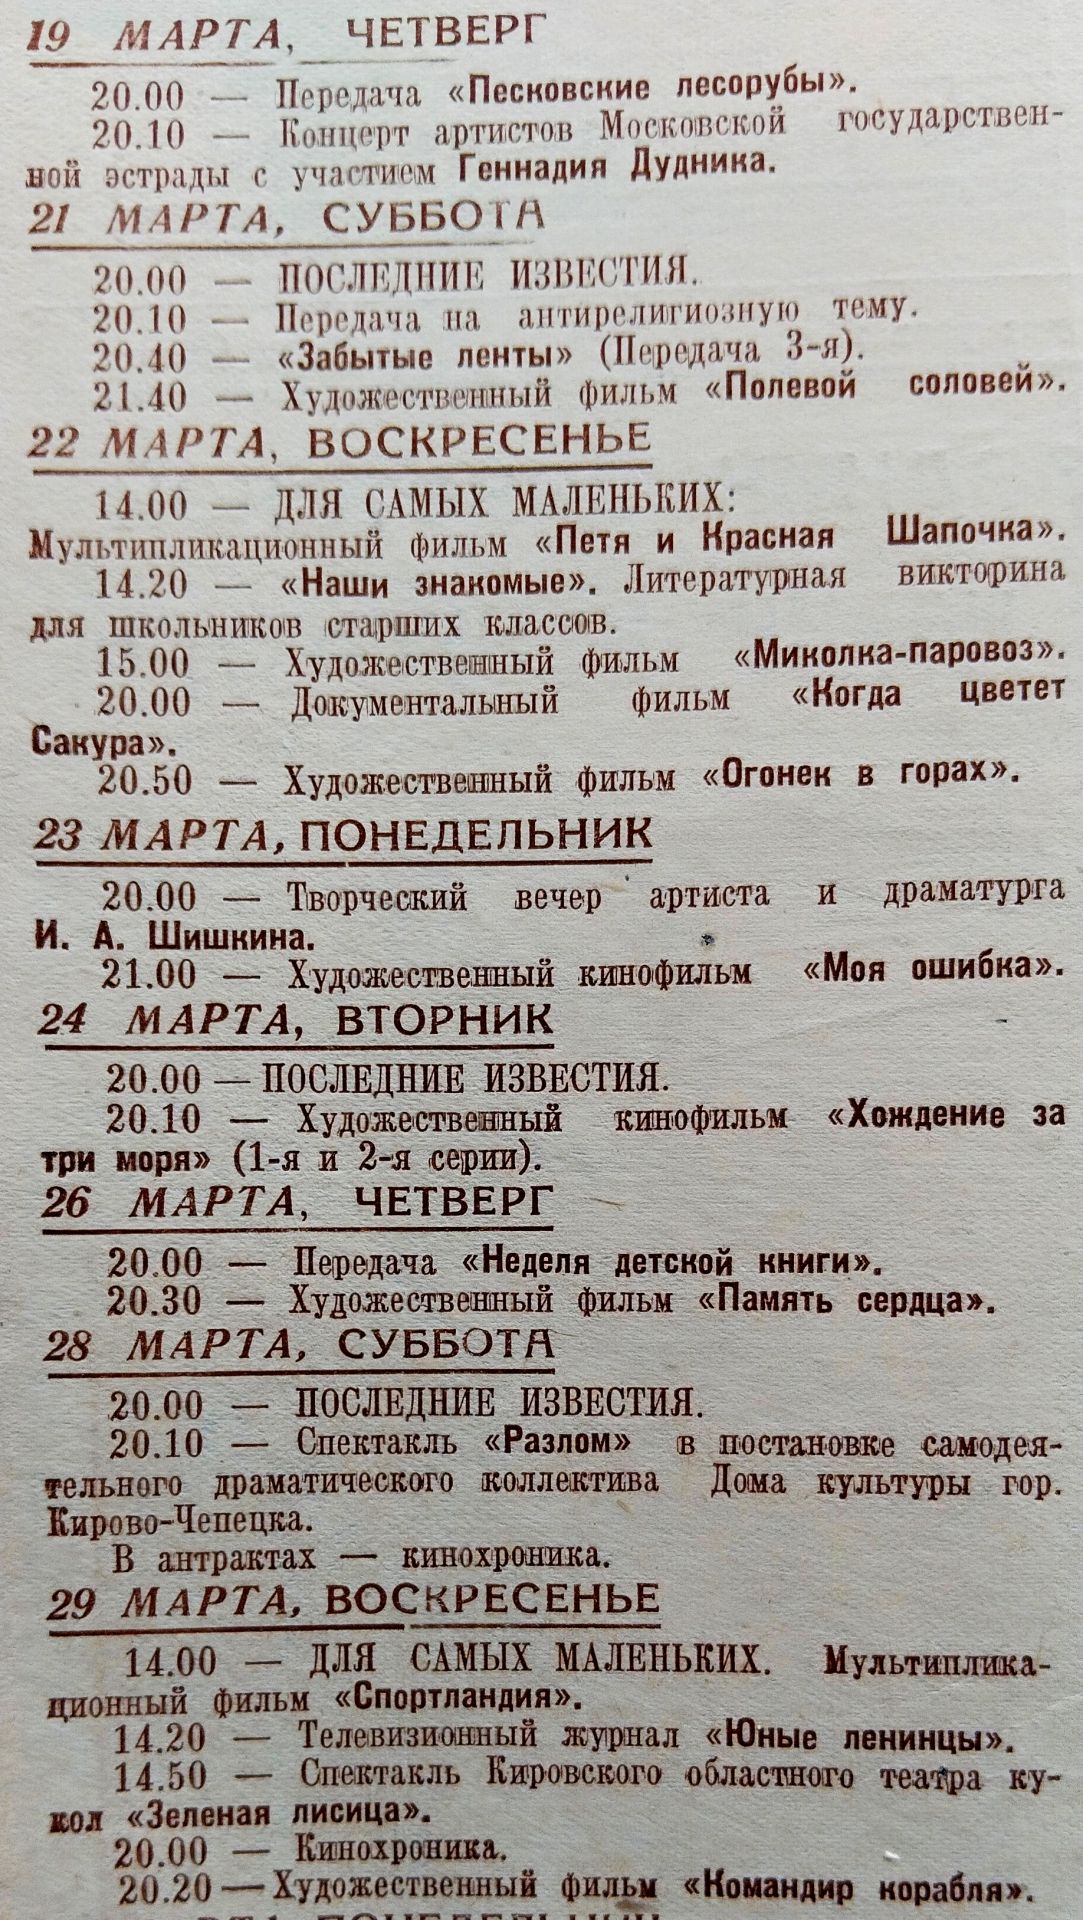 19 МАРТА, ЧЕТВЕРГ
20.00 — Передача «Песковские лесорубы».
20.10 — Концерт артистов Московской государствен-
ной эстрады с участием Геннадия Дудника.
21 МАРТА, СУББОТА
20.00 — ПОСЛЕДНИЕ ИЗВЕСТИЯ.
20.10 — Передача на антирелигиозную тему.
20.40 — «Забытые ленты» (Передача 3-я).
21.40 — Художественный фильм «Полевой соловей».
22 МАРТА, ВОСКРЕСЕНЬЕ
14.00 — ДЛЯ САМЫХ МАЛЕНЬКИХ:
Мультипликационный фильм «Петя и Красная Шапочка».
14.20 — «Наши знакомые». Литературная викторина
для школьников старших классов.
15.00 — Художественный фильм «Миколка-паровоз».
20.00 — Документальный фильм «Когда цветет
Сакура».
20.50 — Художественный фильм «Огонек в горах».
23 МАРТА, ПОНЕДЕЛЬНИК
20.00 — Творческий вечер артиста и драматурга
И. А. Шишкина.
21.00 — Художественный кинофильм «Моя ошибка».
24 МАРТА, ВТОРНИК
20.00 — ПОСЛЕДНИЕ ИЗВЕСТИЯ.
20.10 — Художественный кинофильм «Хождение за
три моря» (1-я и 2-я серии).
26 МАРТА, ЧЕТВЕРГ
20.00 — Передача «Неделя детской книги».
20.30 — Художественный фильм «Память сердца».
28 МАРТА, СУББОТА
20.00 — ПОСЛЕДНИЕ ИЗВЕСТИЯ.
20.10 — Спектакль «Разлом» в постановке самодея-
тельного драматического коллектива Дома культуры гор.
Кирово-Чепецка.
В антрактах — кинохроника.
29 МАРТА, ВОСКРЕСЕНЬЕ
14.00 — ДЛЯ САМЫХ МАЛЕНЬКИХ. Мультиплика-
ционный фильм «Спортландия».
14.20 — Телевизионный журнал «Юные ленинцы».
14.50 — Спектакль Кировского областного театра ку-
кол «Зеленая лисица».
20.00 — Кинохроника.
20.20 — Художественный фильм «Командир корабля».